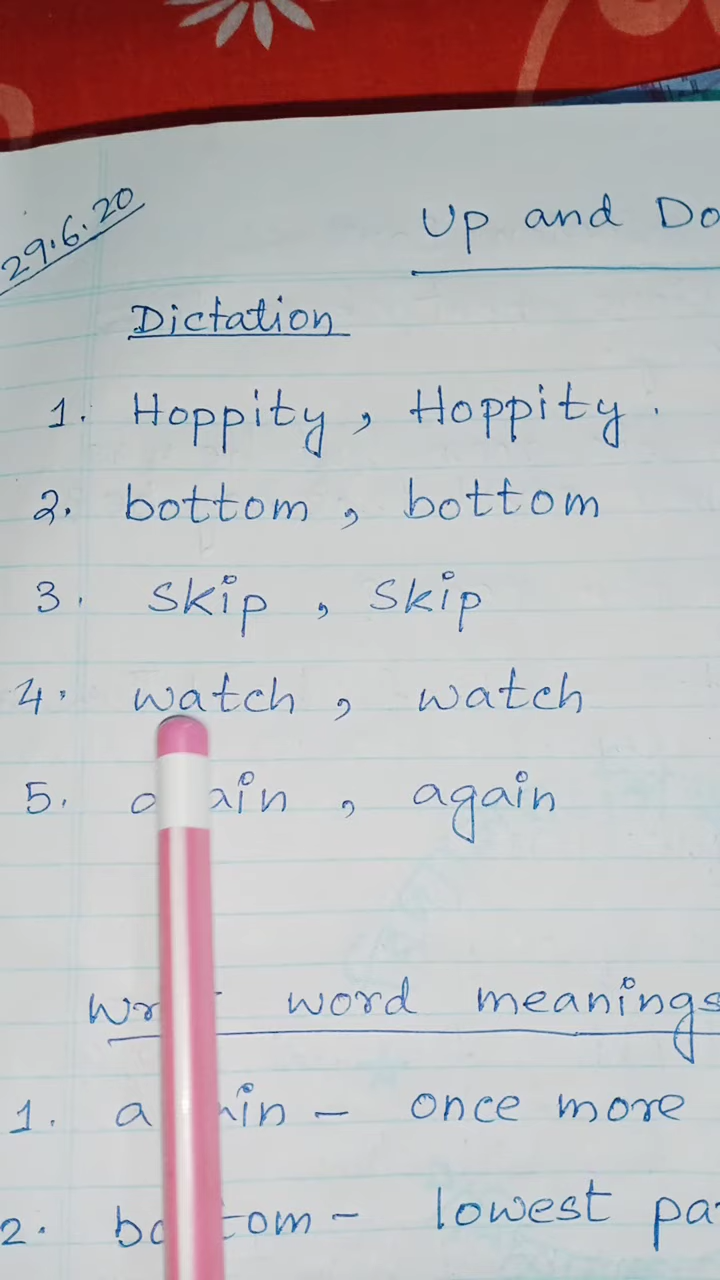 29.6.20
Up and Do
Dictation
1. Hoppity, Hoppity.
2. bottom, bottom
3. Skip, Skip
4. watch, watch
5. again
word meanings
1. once more
2. lowest